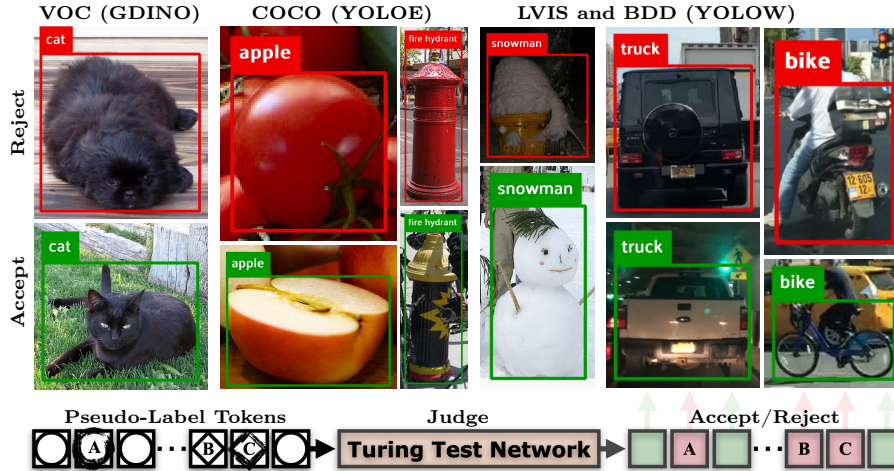 VOC (GDINO) COCO (YOLOE) LVIS and BDD (YOLOW)
Reject
cat
apple
fire hydrant
snowman
truck
bike
12-605
12
Accept
cat
apple
fire hydrant
snowman
truck
bike
Pseudo-Label Tokens Judge Accept/Reject
A B C Turing Test Network A B C